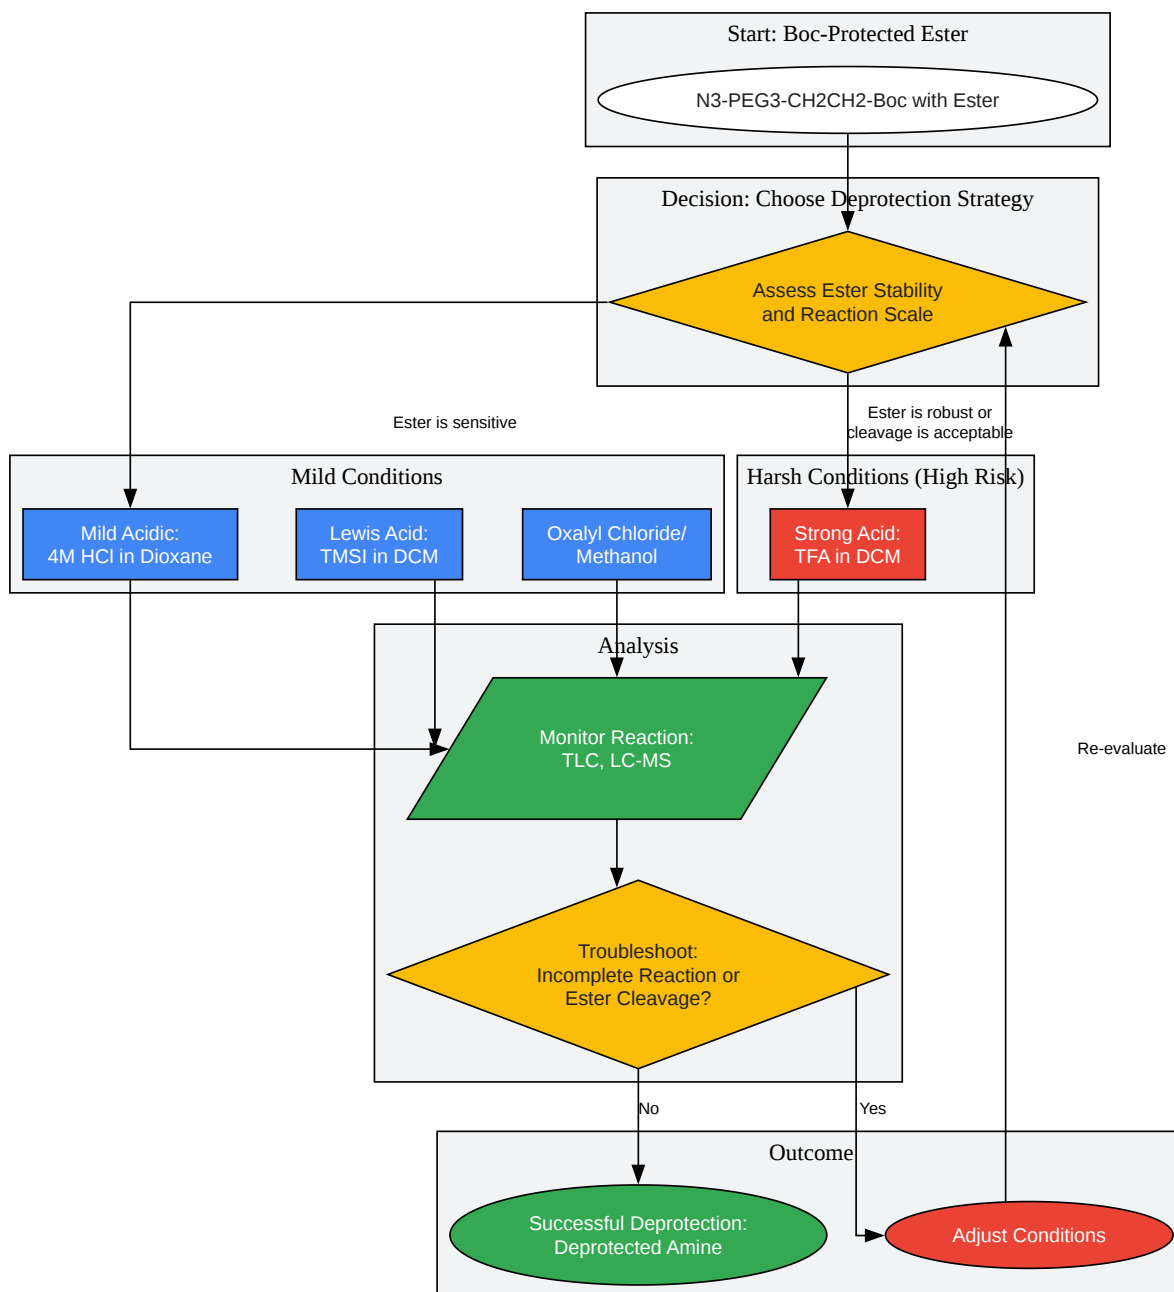 Start: Boc-Protected Ester
N3-PEG3-CH2CH2-Boc with Ester
Decision: Choose Deprotection Strategy
Assess Ester Stability
and Reaction Scale
Ester is sensitive
Ester is robust or
cleavage is acceptable
Mild Conditions
Mild Acidic:
4M HCl in Dioxane
Lewis Acid:
TMSI in DCM
Oxalyl Chloride/
Methanol
Harsh Conditions (High Risk)
Strong Acid:
TFA in DCM
Analysis
Monitor Reaction:
TLC, LC-MS
Re-evaluate
Troubleshoot:
Incomplete Reaction or
Ester Cleavage?
No
Yes
Outcome
Successful Deprotection:
Deprotected Amine
Adjust Conditions